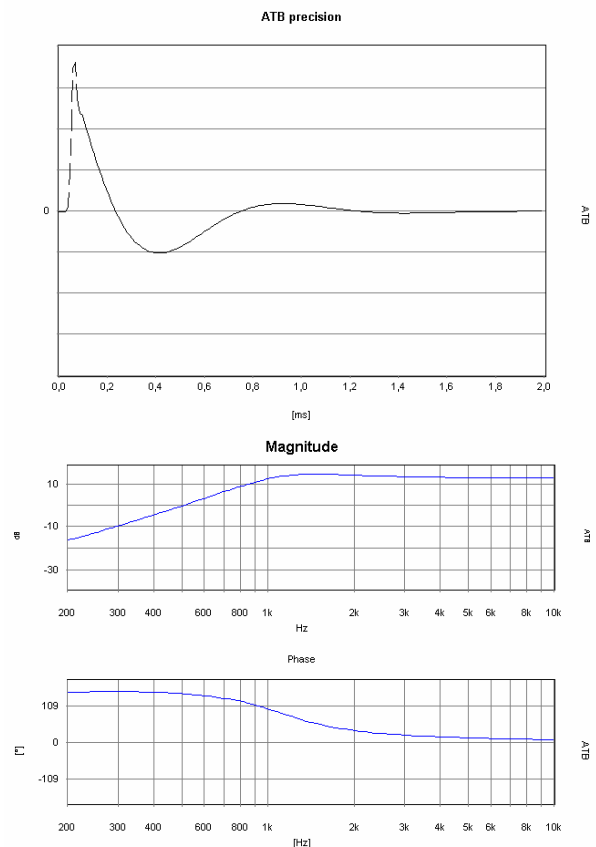 ATB precision
0
ATB
0,0 0,2 0,4 0,6 0,8 1,0 1,2 1,4 1,6 1,8 2,0
[ms]
Magnitude
10
-10
-30
dB
ATB
200 300 400 600 800 1k 2k 3k 4k 5k 6k 8k 10k
Hz
Phase
109
0
-109
[°]
ATB
200 300 400 600 800 1k 2k 3k 4k 5k 6k 8k 10k
[Hz]